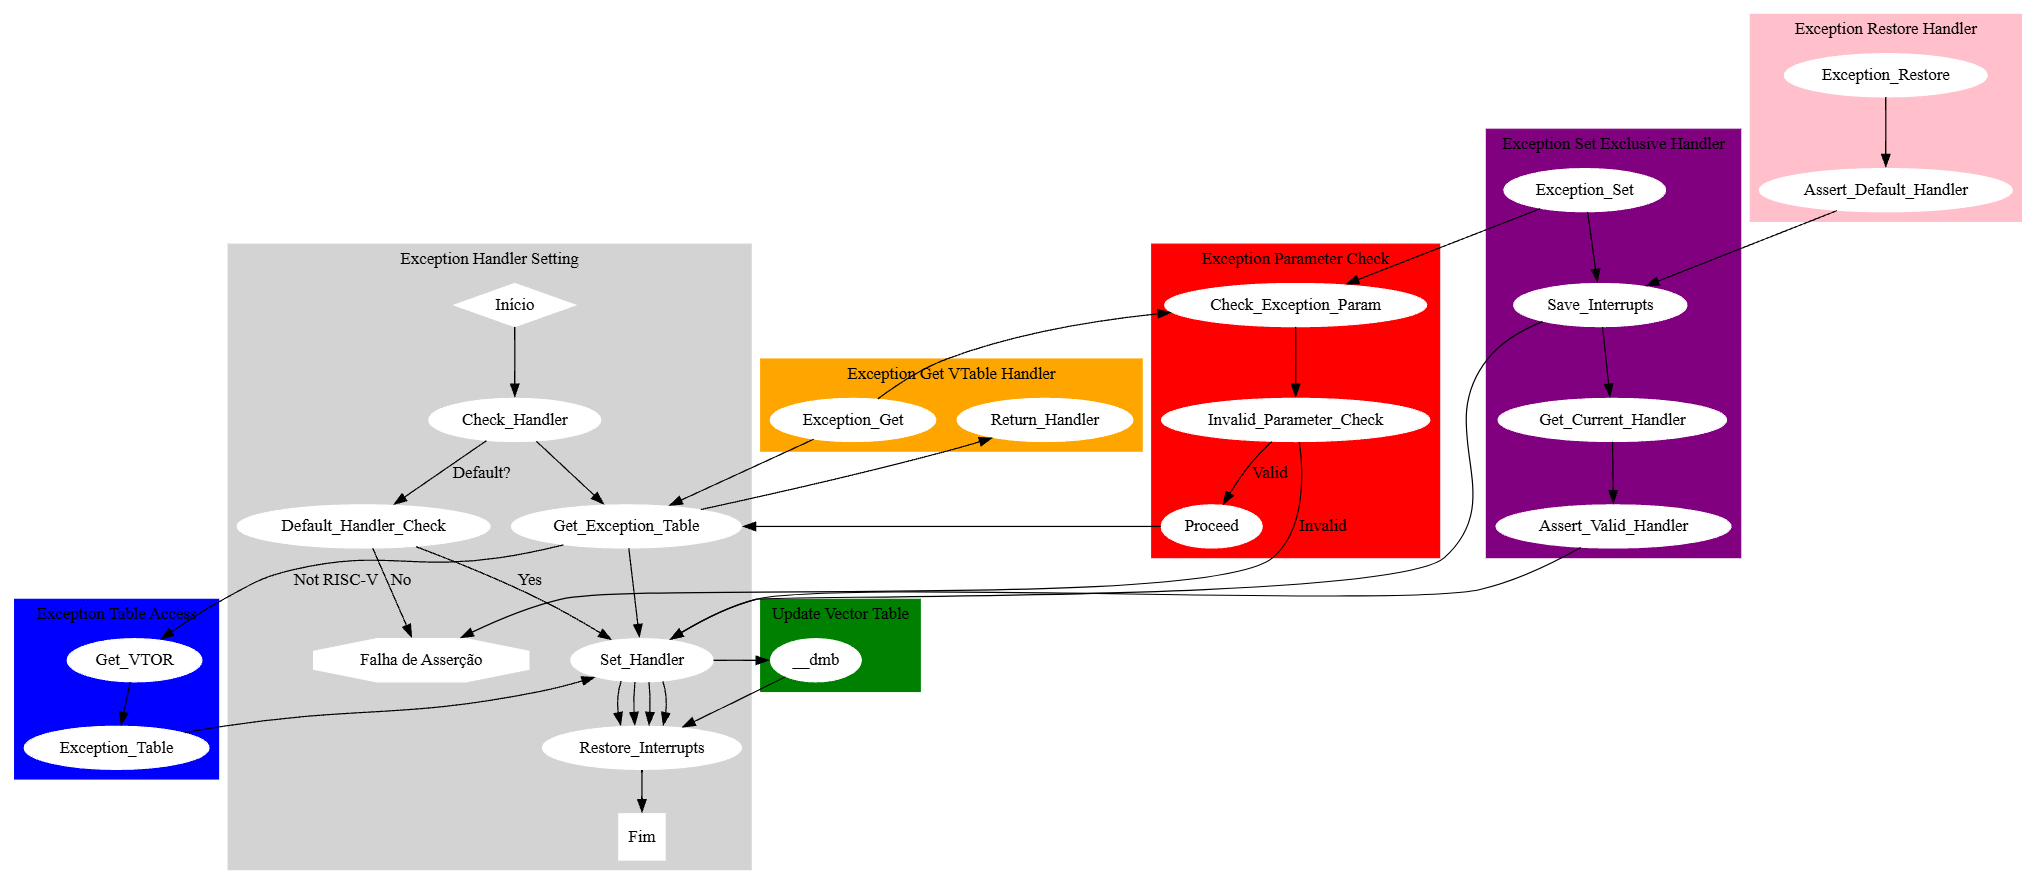 Exception Restore Handler
Exception_Restore
Assert_Default_Handler
Exception Set Exclusive Handler
Exception_Set
Save_Interrupts
Get_Current_Handler
Assert_Valid_Handler
Exception Parameter Check
Check_Exception_Param
Invalid_Parameter_Check
Valid
Proceed
Invalid
Exception Get VTable Handler
Exception_Get
Return_Handler
Exception Handler Setting
Início
Check_Handler
Default?
Default_Handler_Check
Get_Exception_Table
Not RISC-V
No
Yes
Falha de Asserção
Set_Handler
Restore_Interrupts
Fim
Exception Table Access
Get_VTOR
Exception_Table
Update Vector Table
__dmb